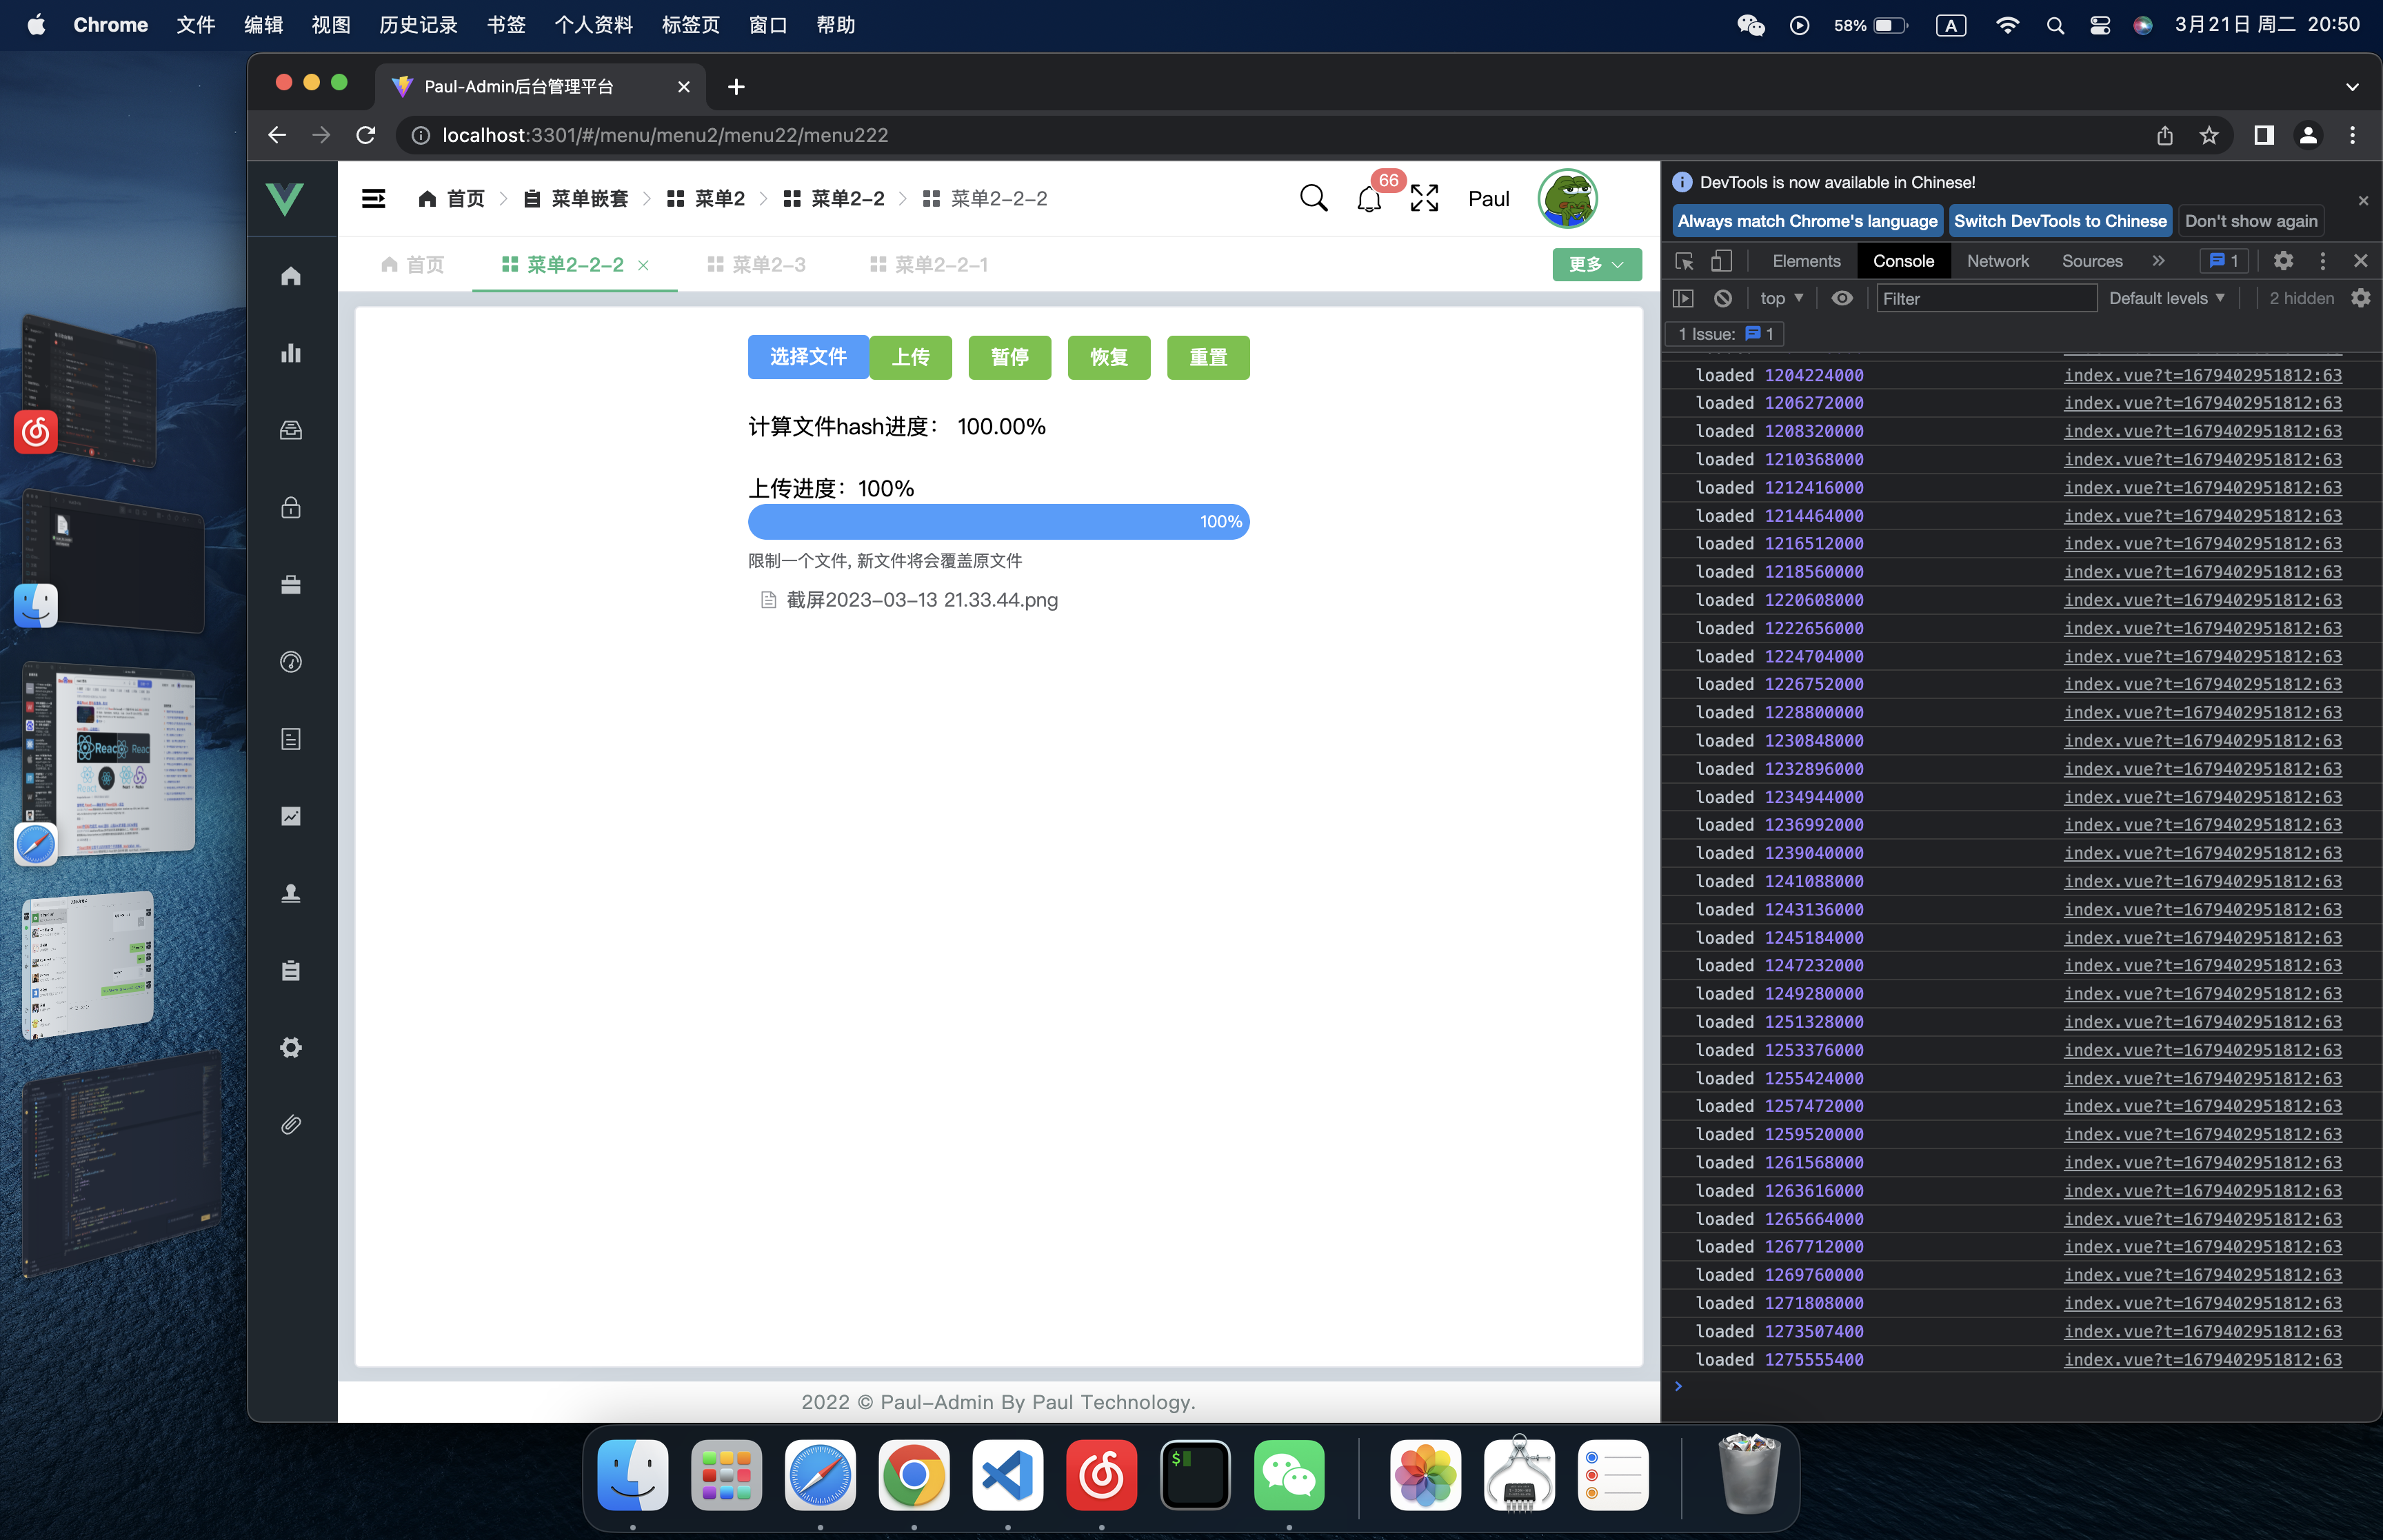 Chrome 文件 编辑 视图 历史记录 书签 个人资料 标签页 窗口 帮助
58% A 3月21日 周二 20:50
Paul-Admin后台管理平台
localhost:3301/#/menu/menu2/menu22/menu222
首页 菜单嵌套 菜单2 菜单2-2 菜单2-2-2
66 Paul
首页 菜单2-2-2 菜单2-3 菜单2-2-1 更多
选择文件 上传 暂停 恢复 重置
计算文件hash进度： 100.00%
上传进度：100%
100%
限制一个文件, 新文件将会覆盖原文件
截屏2023-03-13 21.33.44.png
2022 © Paul-Admin By Paul Technology.
DevTools is now available in Chinese!
Always match Chrome's language Switch DevTools to Chinese Don't show again
Elements Console Network Sources 1
top Filter Default levels 2 hidden
1 Issue: 1
loaded 1204224000 index.vue?t=1679402951812:63
loaded 1206272000 index.vue?t=1679402951812:63
loaded 1208320000 index.vue?t=1679402951812:63
loaded 1210368000 index.vue?t=1679402951812:63
loaded 1212416000 index.vue?t=1679402951812:63
loaded 1214464000 index.vue?t=1679402951812:63
loaded 1216512000 index.vue?t=1679402951812:63
loaded 1218560000 index.vue?t=1679402951812:63
loaded 1220608000 index.vue?t=1679402951812:63
loaded 1222656000 index.vue?t=1679402951812:63
loaded 1224704000 index.vue?t=1679402951812:63
loaded 1226752000 index.vue?t=1679402951812:63
loaded 1228800000 index.vue?t=1679402951812:63
loaded 1230848000 index.vue?t=1679402951812:63
loaded 1232896000 index.vue?t=1679402951812:63
loaded 1234944000 index.vue?t=1679402951812:63
loaded 1236992000 index.vue?t=1679402951812:63
loaded 1239040000 index.vue?t=1679402951812:63
loaded 1241088000 index.vue?t=1679402951812:63
loaded 1243136000 index.vue?t=1679402951812:63
loaded 1245184000 index.vue?t=1679402951812:63
loaded 1247232000 index.vue?t=1679402951812:63
loaded 1249280000 index.vue?t=1679402951812:63
loaded 1251328000 index.vue?t=1679402951812:63
loaded 1253376000 index.vue?t=1679402951812:63
loaded 1255424000 index.vue?t=1679402951812:63
loaded 1257472000 index.vue?t=1679402951812:63
loaded 1259520000 index.vue?t=1679402951812:63
loaded 1261568000 index.vue?t=1679402951812:63
loaded 1263616000 index.vue?t=1679402951812:63
loaded 1265664000 index.vue?t=1679402951812:63
loaded 1267712000 index.vue?t=1679402951812:63
loaded 1269760000 index.vue?t=1679402951812:63
loaded 1271808000 index.vue?t=1679402951812:63
loaded 1273507400 index.vue?t=1679402951812:63
loaded 1275555400 index.vue?t=1679402951812:63